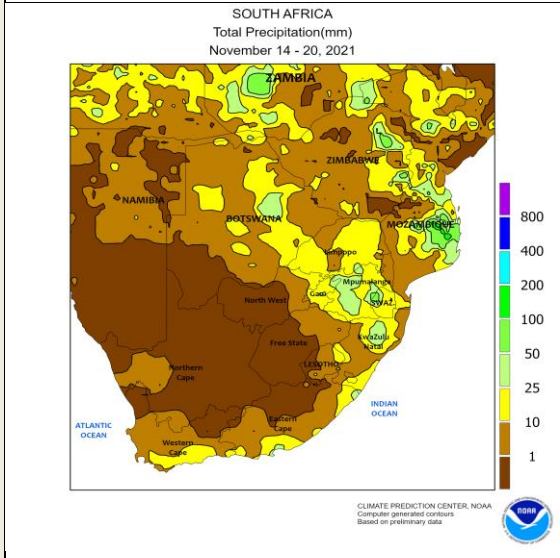 SOUTH AFRICA
Total Precipitation(mm)
November 14 - 20, 2021
ZAMBIA
ZIMBABWE
NAMIBIA
BOTSWANA
MOZAMBIQUE
Limpopo
Mpumalanga
Gaut
SWAZ
North West
KwaZulu
Natal
Free State
LESOTHO
Northern
Cape
Eastern
Cape
Western
Cape
ATLANTIC
OCEAN
INDIAN
OCEAN
800
400
200
100
50
25
10
1
CLIMATE PREDICTION CENTER, NOAA
Computer generated contours
Based on preliminary data
NOAA